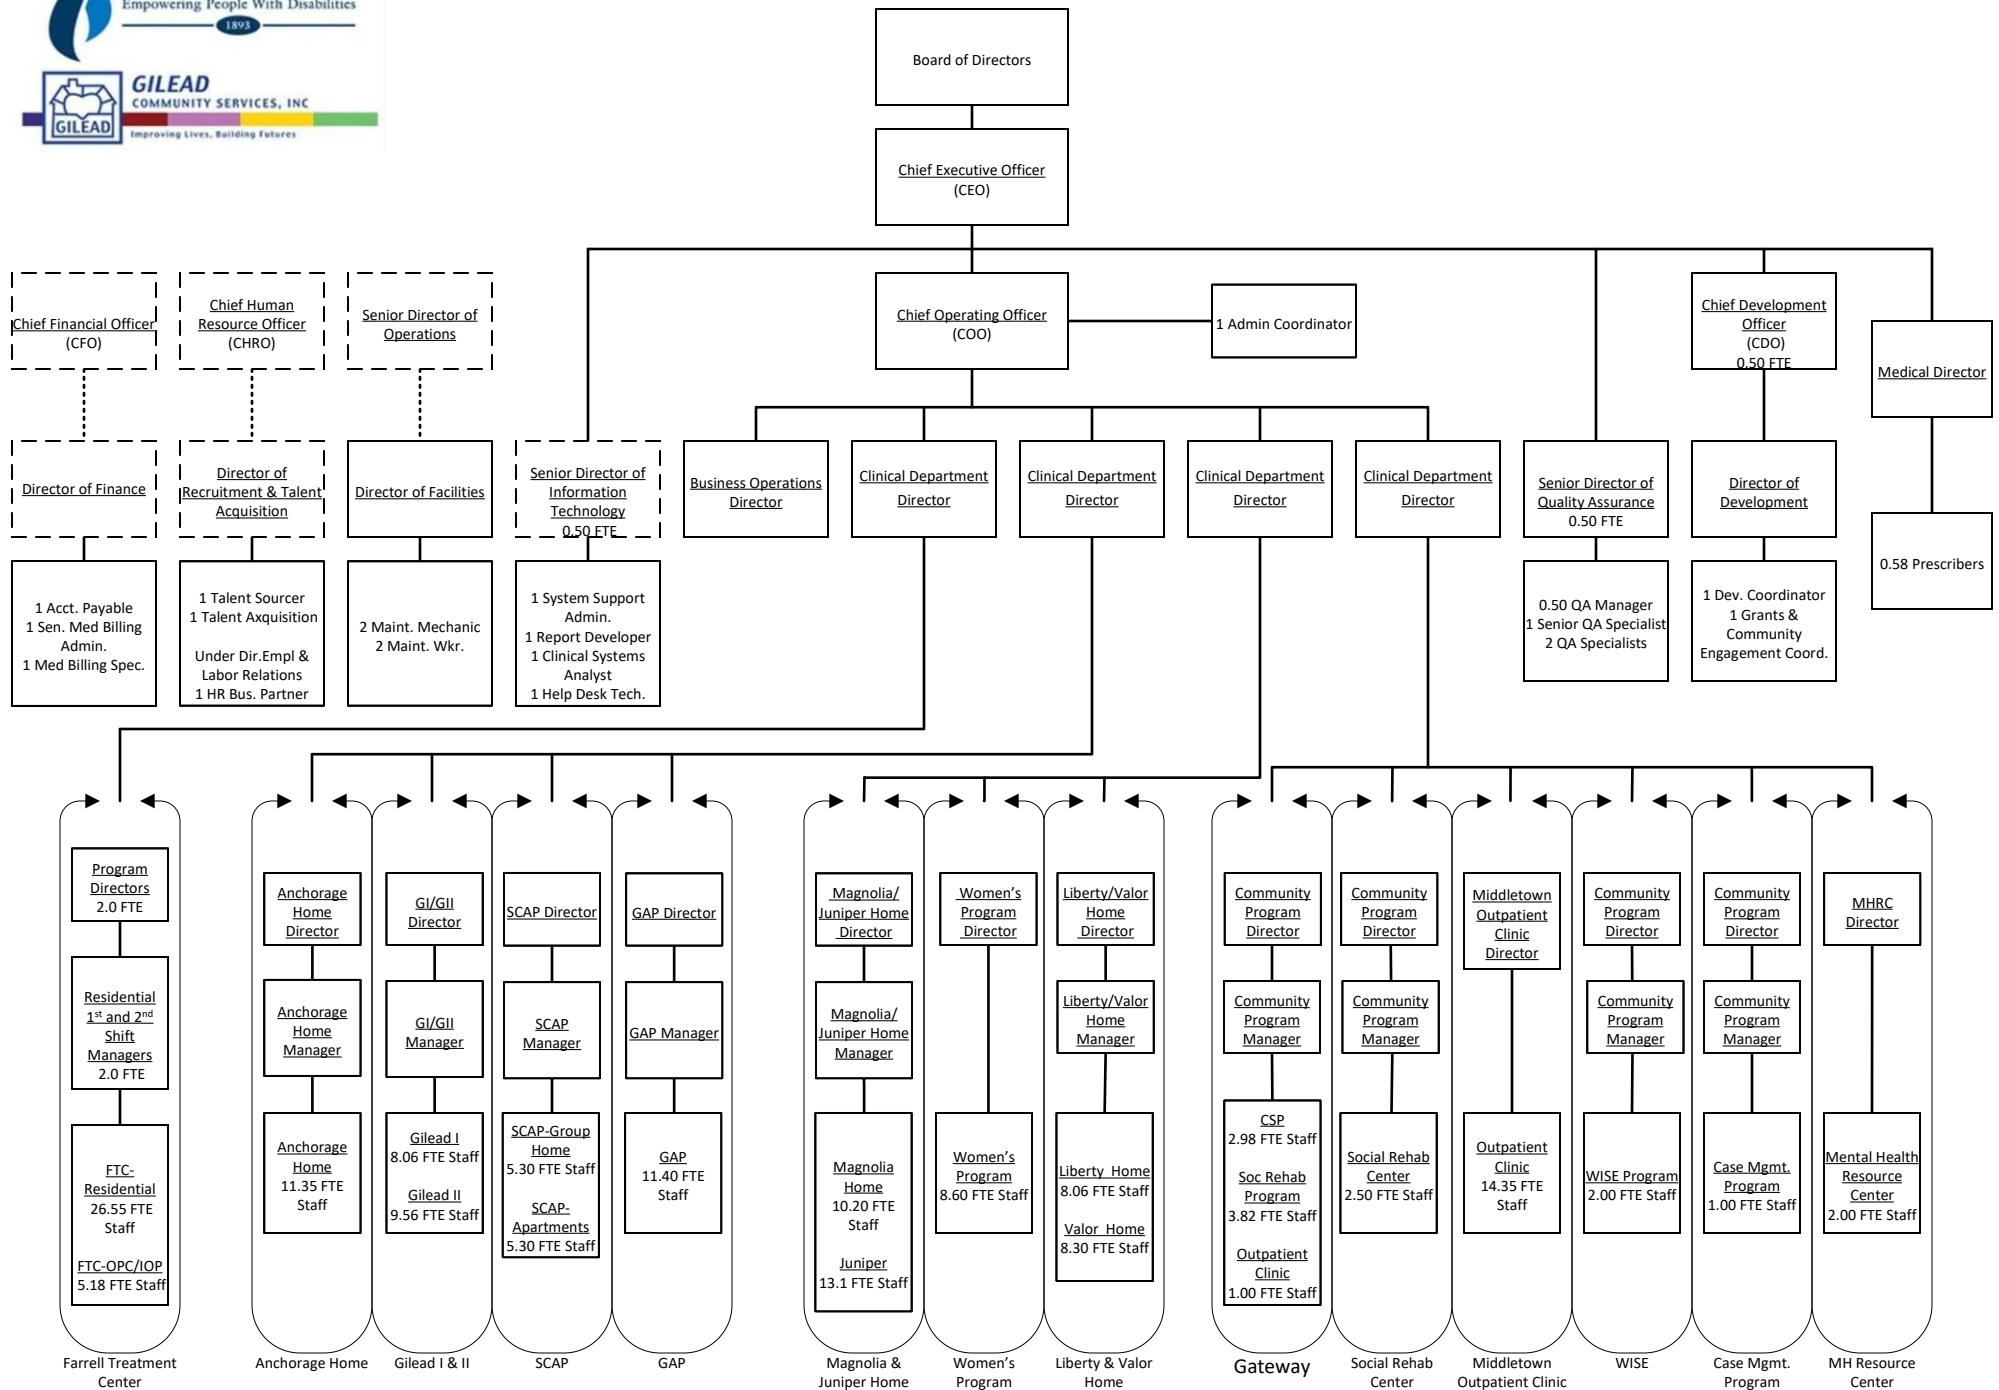 Empowering People With Disabilities
1893
GILEAD
COMMUNITY SERVICES, INC
GILEAD
Improving Lives, Building Futures
Board of Directors
Chief Executive Officer
(CEO)
Chief Financial Officer
(CFO)
Chief Human
Resource Officer
(CHRO)
Senior Director of
Operations
Chief Operating Officer
(COO)
1 Admin Coordinator
Chief Development
Officer
(CDO)
0.50 FTE
Medical Director
Director of Finance
Director of
Recruitment & Talent
Acquisition
Director of Facilities
Senior Director of
Information
Technology
0.50 FTE
Business Operations
Director
Clinical Department
Director
Clinical Department
Director
Clinical Department
Director
Clinical Department
Director
Senior Director of
Quality Assurance
0.50 FTE
Director of
Development
0.58 Prescribers
1 Acct. Payable
1 Sen. Med Billing
Admin.
1 Med Billing Spec.
1 Talent Sourcer
1 Talent Axquisition
Under Dir.Empl &
Labor Relations
1 HR Bus. Partner
2 Maint. Mechanic
2 Maint. Wkr.
1 System Support
Admin.
1 Report Developer
1 Clinical Systems
Analyst
1 Help Desk Tech.
0.50 QA Manager
1 Senior QA Specialist
2 QA Specialists
1 Dev. Coordinator
1 Grants &
Community
Engagement Coord.
Program
Directors
2.0 FTE
Residential
1st and 2nd
Shift
Managers
2.0 FTE
FTC-
Residential
26.55 FTE
Staff
FTC-OPC/IOP
5.18 FTE Staff
Farrell Treatment
Center
Anchorage
Home
Director
Anchorage
Home
Manager
Anchorage
Home
11.35 FTE
Staff
Anchorage Home
GI/GII
Director
GI/GII
Manager
Gilead I
8.06 FTE Staff
Gilead II
9.56 FTE Staff
Gilead I & II
SCAP Director
SCAP
Manager
SCAP-Group
Home
5.30 FTE Staff
SCAP-
Apartments
5.30 FTE Staff
SCAP
GAP Director
GAP Manager
GAP
11.40 FTE
Staff
GAP
Magnolia/
Juniper Home
Director
Magnolia/
Juniper Home
Manager
Magnolia
Home
10.20 FTE
Staff
Juniper
13.1 FTE Staff
Magnolia &
Juniper Home
Women’s
Program
Director
Women’s
Program
8.60 FTE Staff
Women’s
Program
Liberty/Valor
Home
Director
Liberty/Valor
Home
Manager
Liberty Home
8.06 FTE Staff
Valor Home
8.30 FTE Staff
Liberty & Valor
Home
Community
Program
Director
Community
Program
Manager
CSP
2.98 FTE Staff
Soc Rehab
Program
3.82 FTE Staff
Outpatient
Clinic
1.00 FTE Staff
Gateway
Community
Program
Director
Community
Program
Manager
Social Rehab
Center
2.50 FTE Staff
Social Rehab
Center
Middletown
Outpatient
Clinic
Director
Outpatient
Clinic
14.35 FTE
Staff
Middletown
Outpatient Clinic
Community
Program
Director
Community
Program
Manager
WISE Program
2.00 FTE Staff
WISE
Community
Program
Director
Community
Program
Manager
Case Mgmt.
Program
1.00 FTE Staff
Case Mgmt.
Program
MHRC
Director
Mental Health
Resource
Center
2.00 FTE Staff
MH Resource
Center